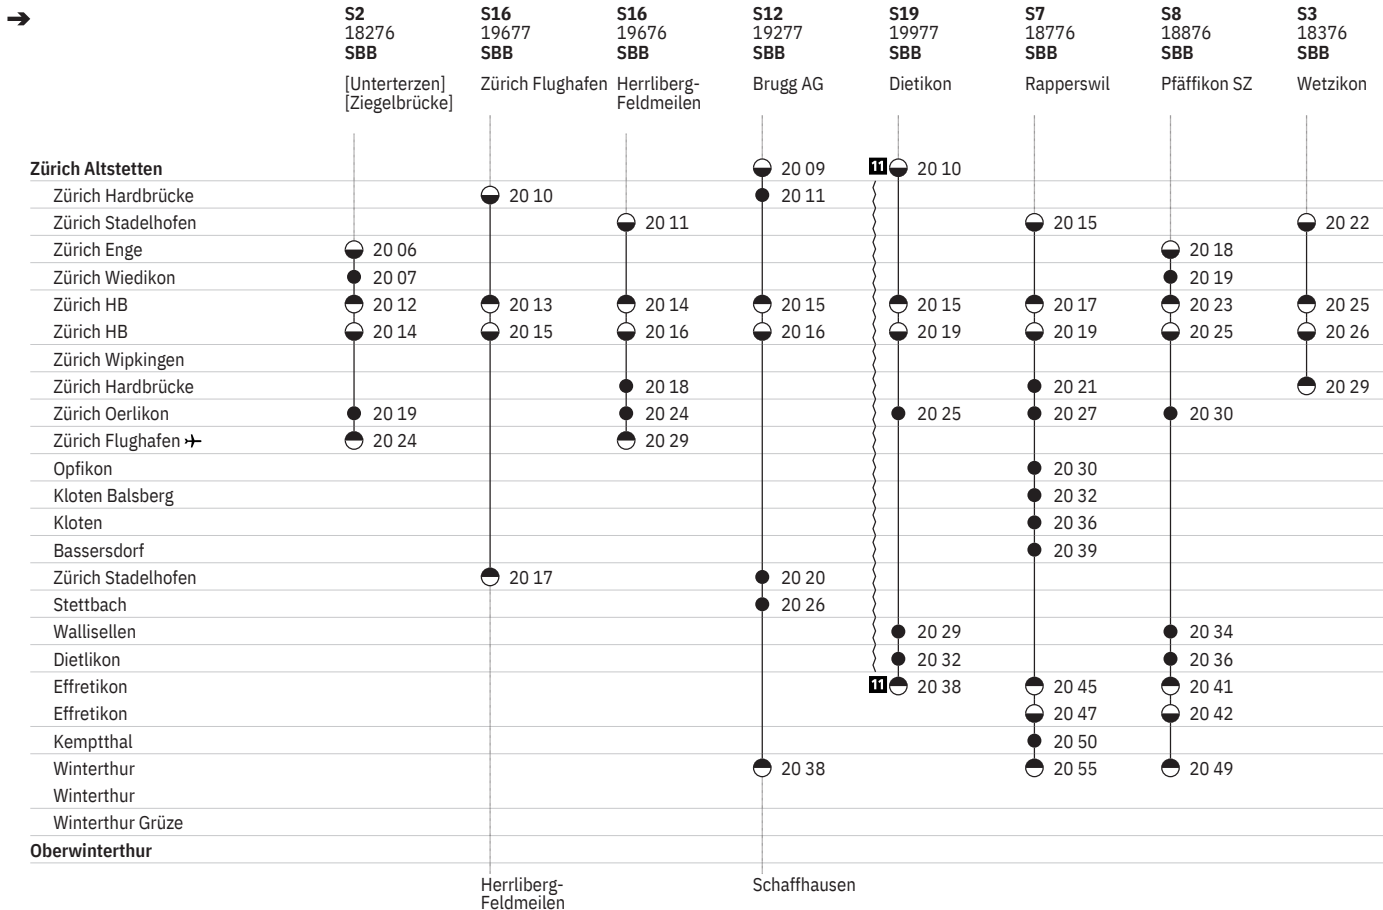 ➔ S2 S16 S16 S12 S19 S7 S8 S3
18276 19677 19676 19277 19977 18776 18876 18376
SBB SBB SBB SBB SBB SBB SBB SBB
[Unterterzen] Zürich Flughafen Herrliberg- Brugg AG Dietikon Rapperswil Pfäffikon SZ Wetzikon
[Ziegelbrücke] Feldmeilen
Zürich Altstetten 20 09 11 20 10
Zürich Hardbrücke 20 10 20 11
Zürich Stadelhofen 20 11 20 15 20 22
Zürich Enge 20 06 20 18
Zürich Wiedikon 20 07 20 19
Zürich HB 20 12 20 13 20 14 20 15 20 15 20 17 20 23 20 25
Zürich HB 20 14 20 15 20 16 20 16 20 19 20 19 20 25 20 26
Zürich Wipkingen
Zürich Hardbrücke 20 18 20 21 20 29
Zürich Oerlikon 20 19 20 24 20 25 20 27 20 30
Zürich Flughafen 20 24 20 29
Opfikon 20 30
Kloten Balsberg 20 32
Kloten 20 36
Bassersdorf 20 39
Zürich Stadelhofen 20 17 20 20
Stettbach 20 26
Wallisellen 20 29 20 34
Dietlikon 20 32 20 36
Effretikon 11 20 38 20 45 20 41
Effretikon 20 47 20 42
Kemptthal 20 50
Winterthur 20 38 20 55 20 49
Winterthur
Winterthur Grüze
Oberwinterthur
Herrliberg- Schaffhausen
Feldmeilen